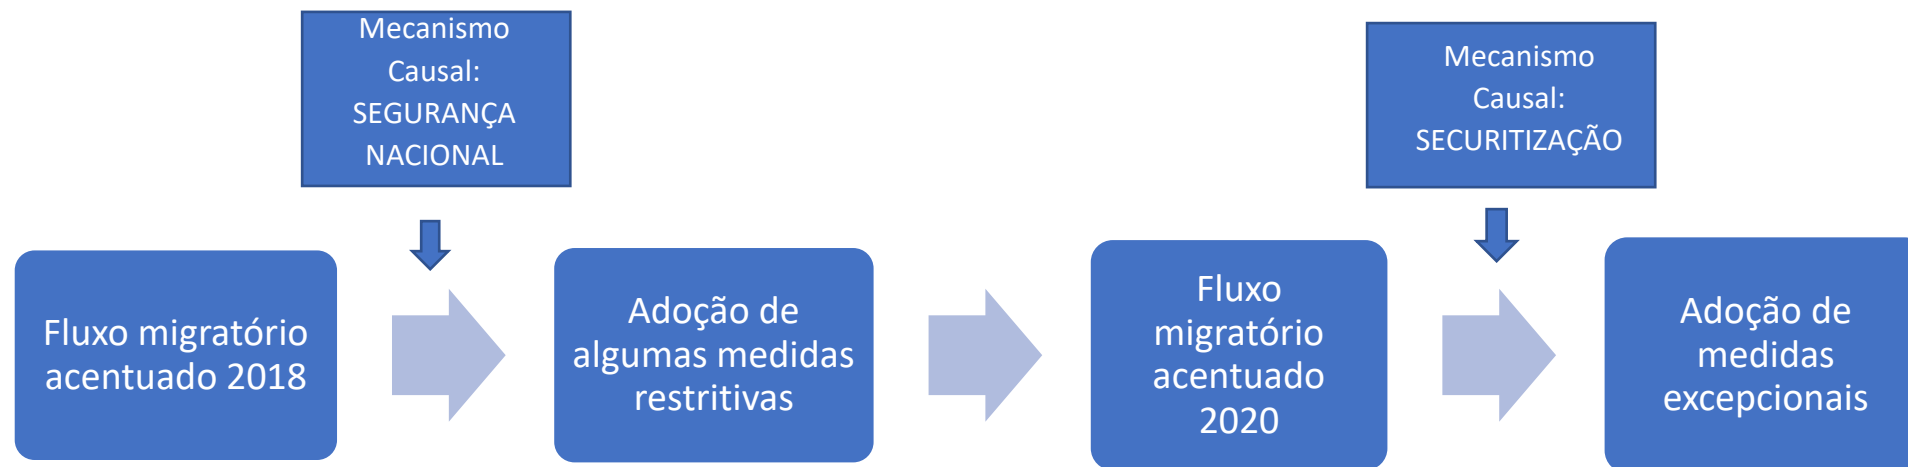 Mecanismo
Causal:
SEGURANÇA
NACIONAL
Mecanismo
Causal:
SECURITIZAÇÃO
Fluxo migratório
acentuado 2018
Adoção de
algumas medidas
restritivas
Fluxo
migratório
acentuado
2020
Adoção de
medidas
excepcionais